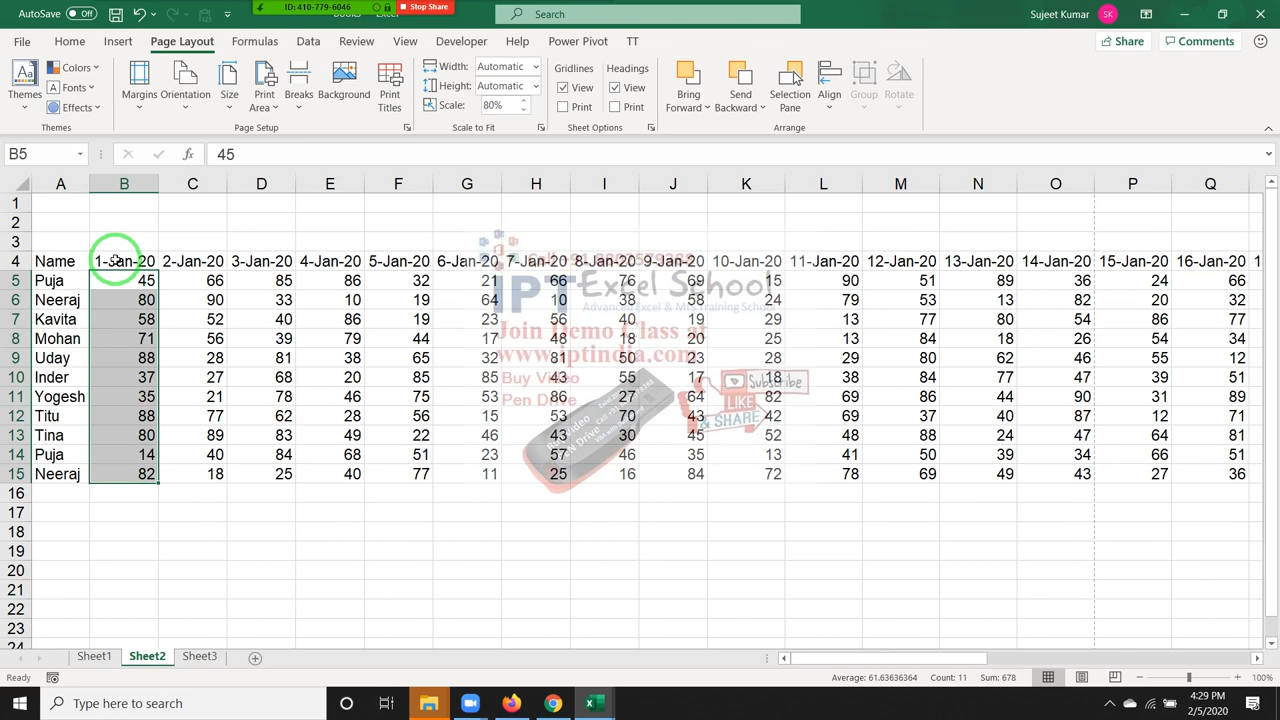 AutoSave Off
ID: 410-779-6046
Stop Share
Search
Sujeet Kumar SK
File Home Insert Page Layout Formulas Data Review View Developer Help Power Pivot TT Share Comments
Themes Colors Fonts Effects Margins Orientation Size Print Area Breaks Background Print Titles Width: Automatic Height: Automatic Scale: 80% Gridlines View Print Headings View Print Bring Forward Send Backward Selection Pane Align Group Rotate
Themes Page Setup Scale to Fit Sheet Options Arrange
B5 fx 45
A B C D E F G H I J K L M N O P Q
1
2
3
4 Name 1-Jan-20 2-Jan-20 3-Jan-20 4-Jan-20 5-Jan-20 6-Jan-20 7-Jan-20 8-Jan-20 9-Jan-20 10-Jan-20 11-Jan-20 12-Jan-20 13-Jan-20 14-Jan-20 15-Jan-20 16-Jan-20 1
5 Puja 45 66 85 86 32 21 66 76 69 15 90 51 89 36 24 66
6 Neeraj 80 90 33 10 19 64 10 38 58 24 79 53 13 82 20 32
7 Kavita 58 52 40 86 19 23 56 40 19 29 13 77 80 54 86 77
8 Mohan 71 56 39 79 44 17 48 18 20 25 13 84 18 26 54 34
9 Uday 88 28 81 38 65 32 81 50 23 28 29 80 62 46 55 12
10 Inder 37 27 68 20 85 85 43 55 17 18 38 84 77 47 39 51
11 Yogesh 35 21 78 46 75 53 56 27 64 82 69 86 44 90 31 89
12 Titu 88 77 62 28 56 15 53 70 43 42 69 37 40 87 12 71
13 Tina 80 89 83 49 22 46 43 30 45 52 48 88 24 47 64 81
14 Puja 14 40 84 68 51 23 57 46 35 13 41 50 39 34 66 51
15 Neeraj 82 18 25 40 77 11 25 16 84 72 78 69 49 43 27 36
16
17
18
19
20
21
22
23
24
IPT Excel School
Advanced Excel & MIS Training School
Join Demo Class at
www.iptindia.com
Buy Video
Pen Drive
Subscribe
LIKE
& SHARE
Sheet1 Sheet2 Sheet3
Ready Average: 61.63636364 Count: 11 Sum: 678 100%
Type here to search
4:29 PM
2/5/2020